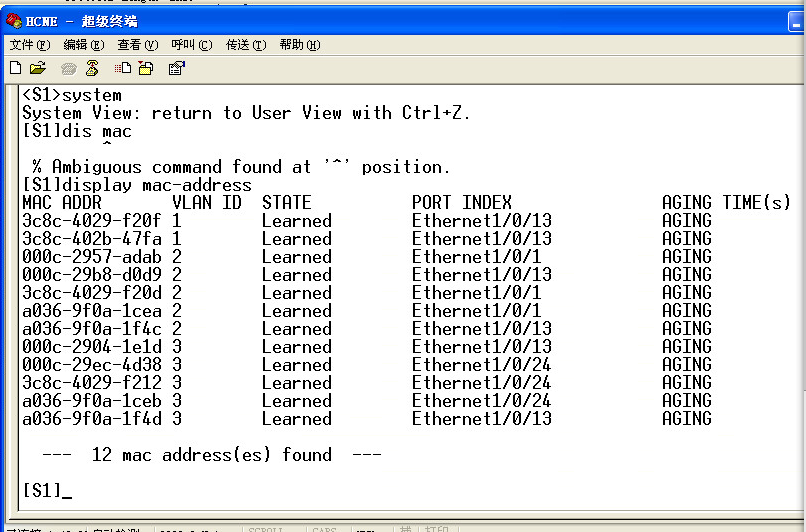 HCNE - 超级终端
文件(F) 编辑(E) 查看(V) 呼叫(C) 传送(T) 帮助(H)
<S1>system
System View: return to User View with Ctrl+Z.
[S1]dis mac
^
% Ambiguous command found at '^' position.
[S1]display mac-address
MAC ADDR VLAN ID STATE PORT INDEX AGING TIME(s)
3c8c-4029-f20f 1 Learned Ethernet1/0/13 AGING
3c8c-402b-47fa 1 Learned Ethernet1/0/13 AGING
000c-2957-adab 2 Learned Ethernet1/0/1 AGING
000c-29b8-d0d9 2 Learned Ethernet1/0/13 AGING
3c8c-4029-f20d 2 Learned Ethernet1/0/1 AGING
a036-9f0a-1cea 2 Learned Ethernet1/0/1 AGING
a036-9f0a-1f4c 2 Learned Ethernet1/0/13 AGING
000c-2904-1e1d 3 Learned Ethernet1/0/13 AGING
000c-29ec-4d38 3 Learned Ethernet1/0/24 AGING
3c8c-4029-f212 3 Learned Ethernet1/0/24 AGING
a036-9f0a-1ceb 3 Learned Ethernet1/0/24 AGING
a036-9f0a-1f4d 3 Learned Ethernet1/0/13 AGING
--- 12 mac address(es) found ---
[S1]_
SCROLL CAPS 捕 打印